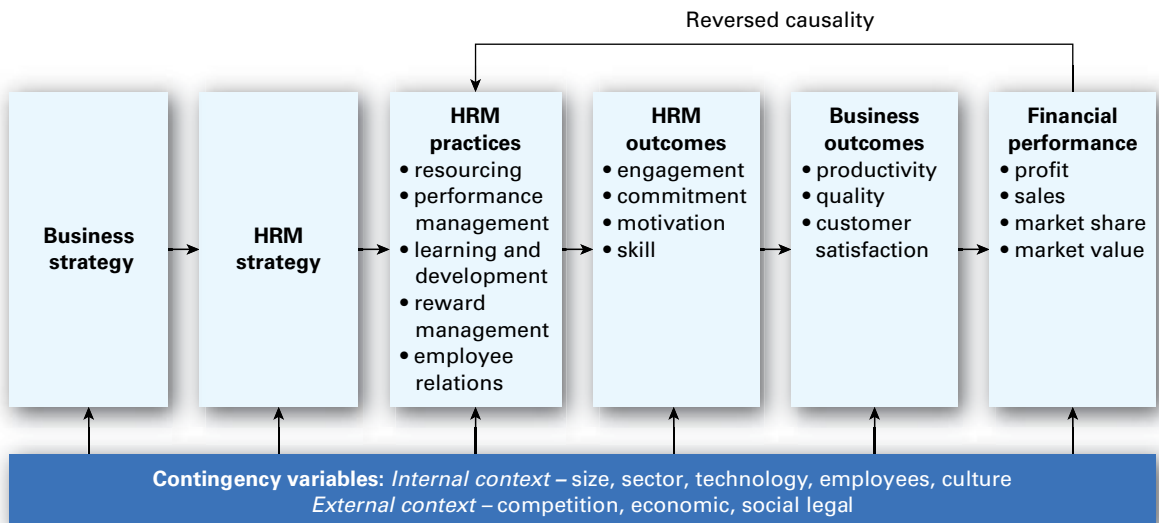 Reversed causality
Business
strategy
HRM
strategy
HRM
practices
• resourcing
• performance
management
• learning and
development
• reward
management
• employee
relations
HRM
outcomes
• engagement
• commitment
• motivation
• skill
Business
outcomes
• productivity
• quality
• customer
satisfaction
Financial
performance
• profit
• sales
• market share
• market value
Contingency variables: Internal context – size, sector, technology, employees, culture
External context – competition, economic, social legal